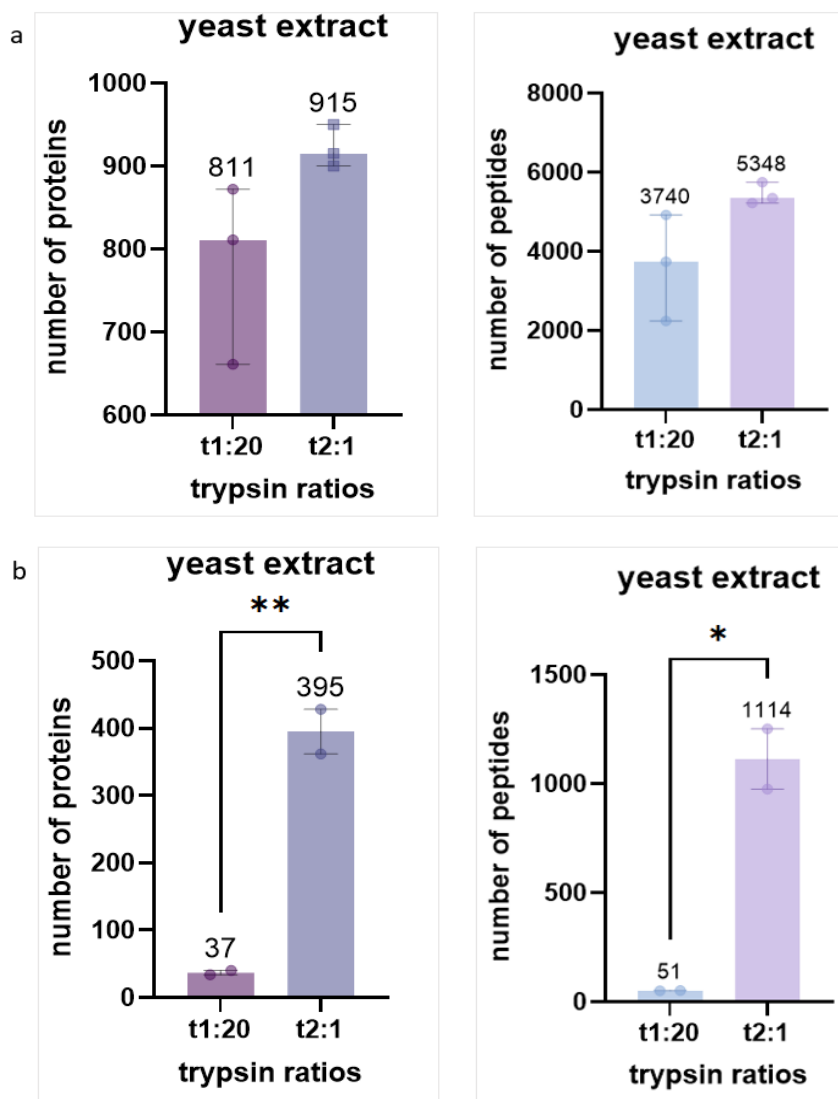 a
yeast extract
number of proteins
1000
900
800
700
600
811
915
t1:20
t2:1
trypsin ratios
yeast extract
number of peptides
8000
6000
4000
2000
0
3740
5348
t1:20
t2:1
trypsin ratios
b
yeast extract
**
number of proteins
500
400
300
200
100
0
37
395
t1:20
t2:1
trypsin ratios
yeast extract
*
number of peptides
1500
1000
500
0
51
1114
t1:20
t2:1
trypsin ratios